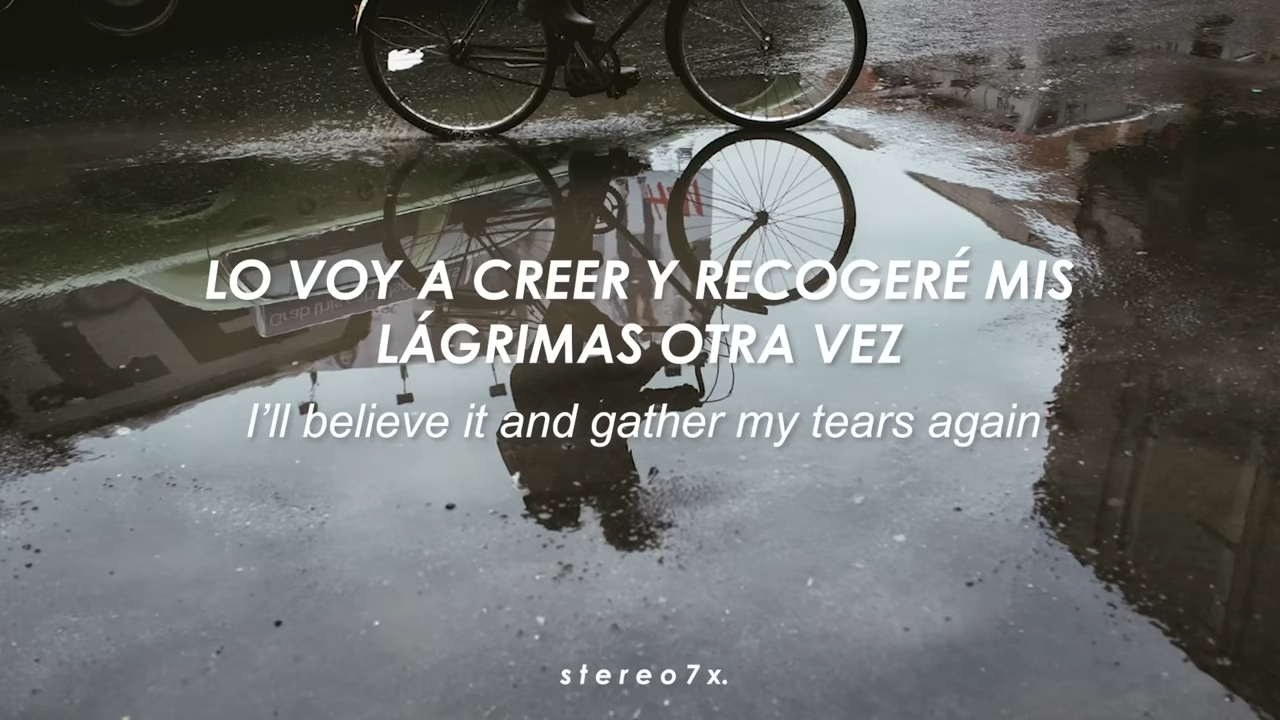 LO VOY A CREER Y RECOGERÉ MIS
LÁGRIMAS OTRA VEZ
I'll believe it and gather my tears again
stereo7x.